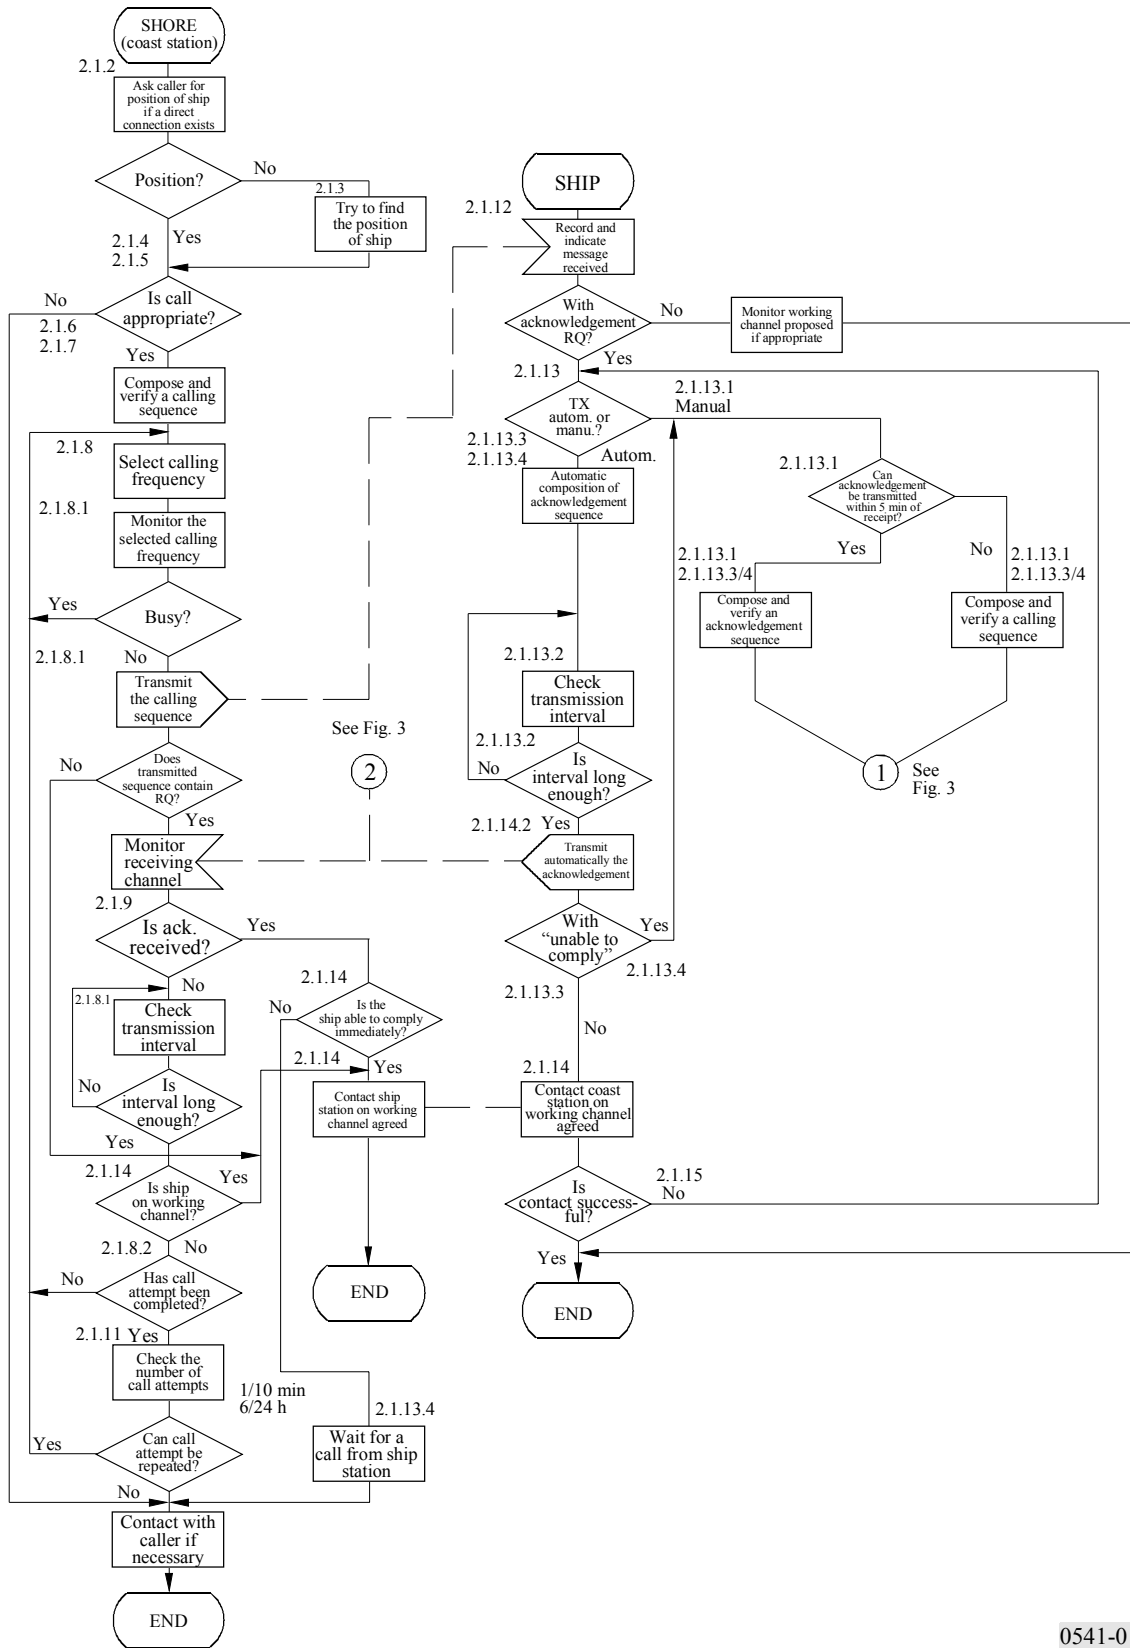 SHORE
(coast station)
2.1.2
Ask caller for
position of ship
if a direct
connection exists
Position?
No
2.1.3
Try to find
the position
of ship
Yes
2.1.4
2.1.5
Is call
appropriate?
No
2.1.6
2.1.7
Yes
Compose and
verify a calling
sequence
2.1.8
Select calling
frequency
2.1.8.1
Monitor the
selected calling
frequency
Yes
Busy?
2.1.8.1
No
Transmit
the calling
sequence
No
Does
transmitted
sequence contain
RQ?
Yes
See Fig. 3
2
Monitor
receiving
channel
2.1.9
Is ack.
received?
Yes
No
2.1.8.1
Check
transmission
interval
No
Is
interval long
enough?
Yes
2.1.14
Is the
ship able to comply
immediately?
No
2.1.14
Yes
Contact ship
station on working
channel agreed
END
2.1.14
Is ship
on working
channel?
Yes
2.1.8.2
No
No
Has call
attempt been
completed?
2.1.11
Yes
Check the
number of
call attempts
1/10 min
6/24 h
Yes
Can call
attempt be
repeated?
No
2.1.13.4
Wait for a
call from ship
station
Contact with
caller if
necessary
END
SHIP
2.1.12
Record and
indicate
message
received
With
acknowledgement
RQ?
No
Monitor working
channel proposed
if appropriate
2.1.13
Yes
TX
autom. or
manu.?
2.1.13.1
Manual
2.1.13.3
2.1.13.4
Autom.
Automatic
composition of
acknowledgement
sequence
2.1.13.1
Can
acknowledgement
be transmitted
within 5 min of
receipt?
Yes
No
2.1.13.1
2.1.13.3/4
Compose and
verify an
acknowledgement
sequence
2.1.13.1
2.1.13.3/4
Compose and
verify a calling
sequence
1
See
Fig. 3
2.1.13.2
Check
transmission
interval
2.1.13.2
No
Is
interval long
enough?
2.1.14.2
Yes
Transmit
automatically the
acknowledgement
With
“unable to
comply”
Yes
2.1.13.4
2.1.13.3
No
2.1.14
Contact coast
station on
working channel
agreed
Is
contact success-
ful?
2.1.15
No
Yes
END
0541-0